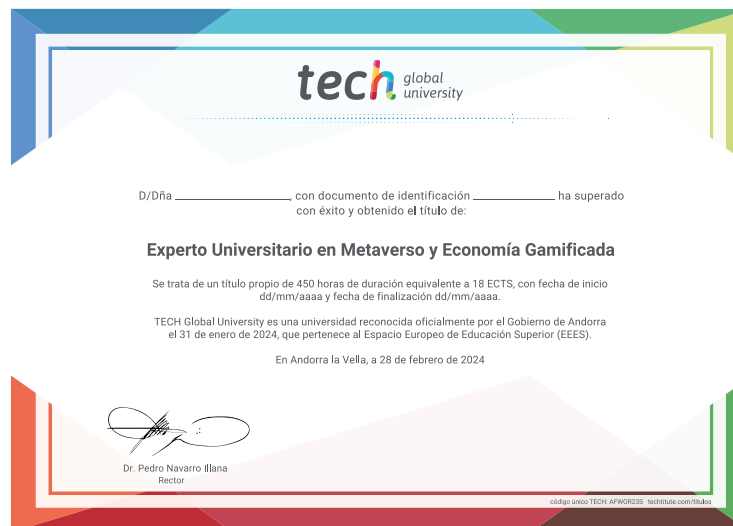 tech global
university
D/Dña ____________________, con documento de identificación ______________ ha superado
con éxito y obtenido el título de:
Experto Universitario en Metaverso y Economía Gamificada
Se trata de un título propio de 450 horas de duración equivalente a 18 ECTS, con fecha de inicio
dd/mm/aaaa y fecha de finalización dd/mm/aaaa.
TECH Global University es una universidad reconocida oficialmente por el Gobierno de Andorra
el 31 de enero de 2024, que pertenece al Espacio Europeo de Educación Superior (EEES).
En Andorra la Vella, a 28 de febrero de 2024
Dr. Pedro Navarro Illana
Rector
código único TECH: AFWOR23S techtitute.com/titulos